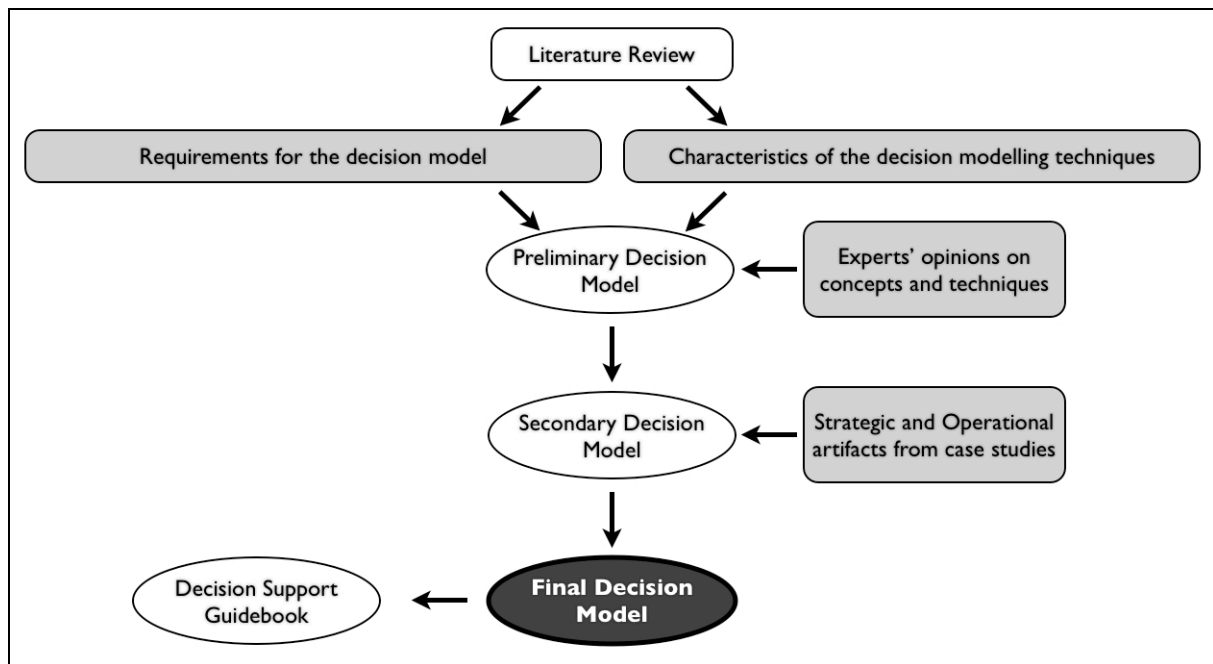 Literature Review
Requirements for the decision model
Characteristics of the decision modelling techniques
Preliminary Decision
Model
Experts' opinions on
concepts and techniques
Secondary Decision
Model
Strategic and Operational
artifacts from case studies
Final Decision
Model
Decision Support
Guidebook